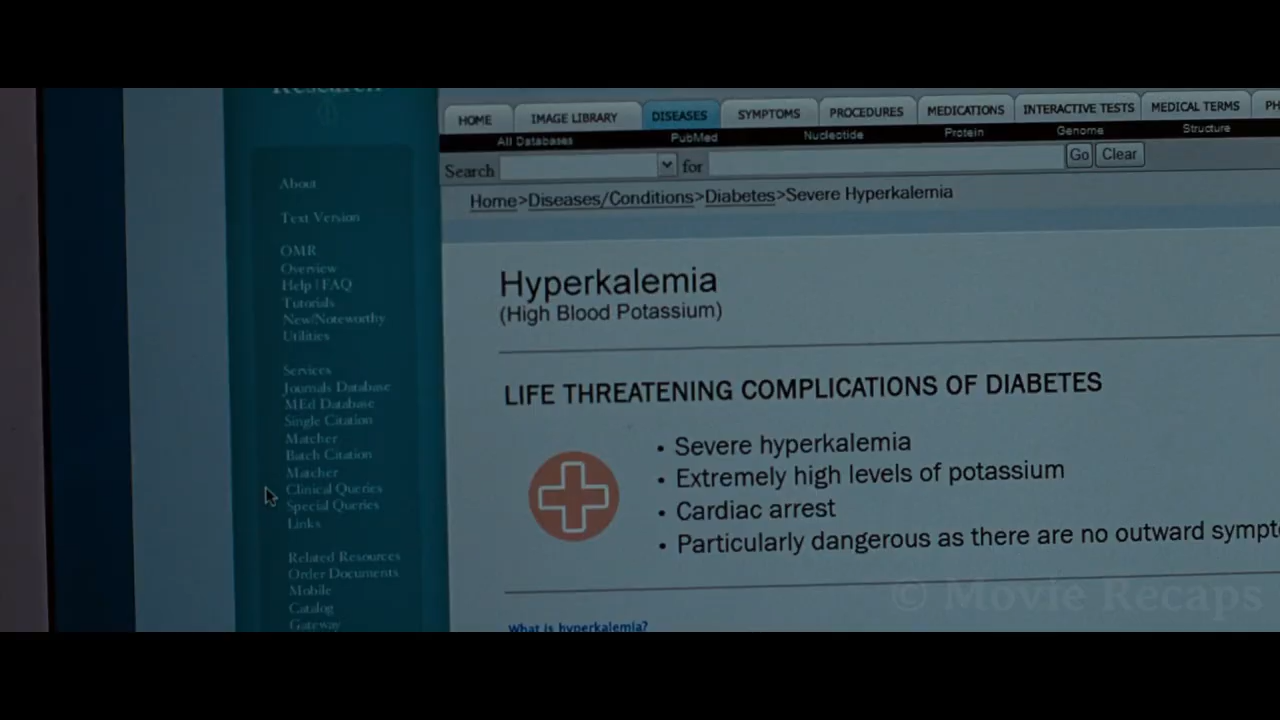 Research
HOME IMAGE LIBRARY DISEASES SYMPTOMS PROCEDURES MEDICATIONS INTERACTIVE TESTS MEDICAL TERMS PH
All Databases PubMed Nucleotide Protein Genome Structure
Search for Go Clear
Home>Diseases/Conditions>Diabetes>Severe Hyperkalemia
About
Text Version
OMR
Overview
Help | FAQ
Tutorials
New/Noteworthy
Utilities
Services
Journals Database
MEd Database
Single Citation
Matcher
Batch Citation
Matcher
Clinical Queries
Special Queries
Links
Related Resources
Order Documents
Mobile
Catalog
Gateway
Hyperkalemia
(High Blood Potassium)
LIFE THREATENING COMPLICATIONS OF DIABETES
• Severe hyperkalemia
• Extremely high levels of potassium
• Cardiac arrest
• Particularly dangerous as there are no outward sympt
What is hyperkalemia?
© Movie Recaps